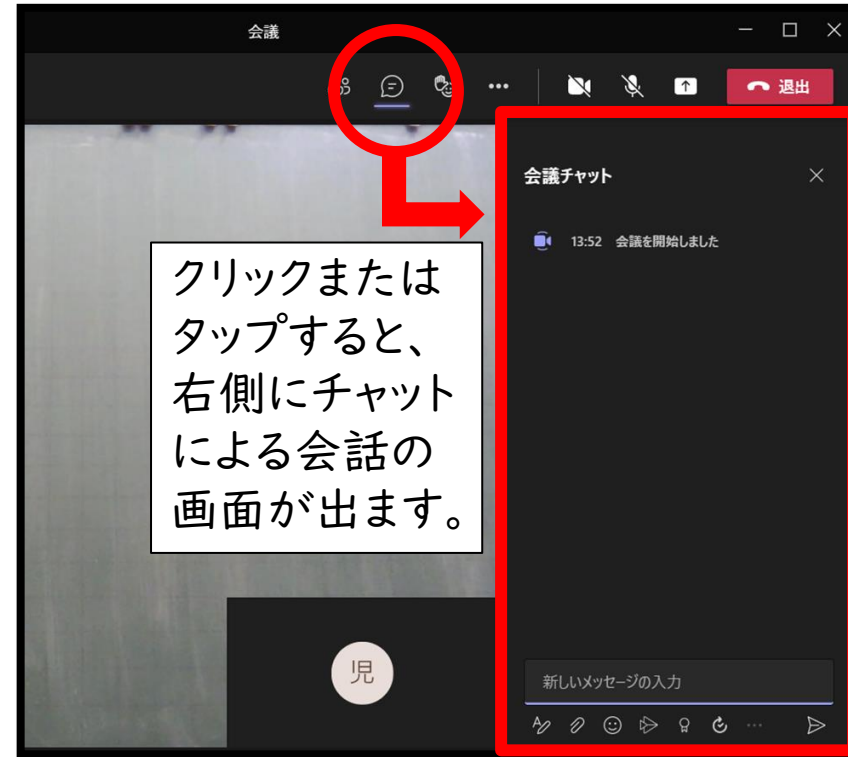 会議
退出
会議チャット
13:52 会議を開始しました
クリックまたは
タップすると、
右側にチャット
による会話の
画面が出ます。
児
新しいメッセージの入力